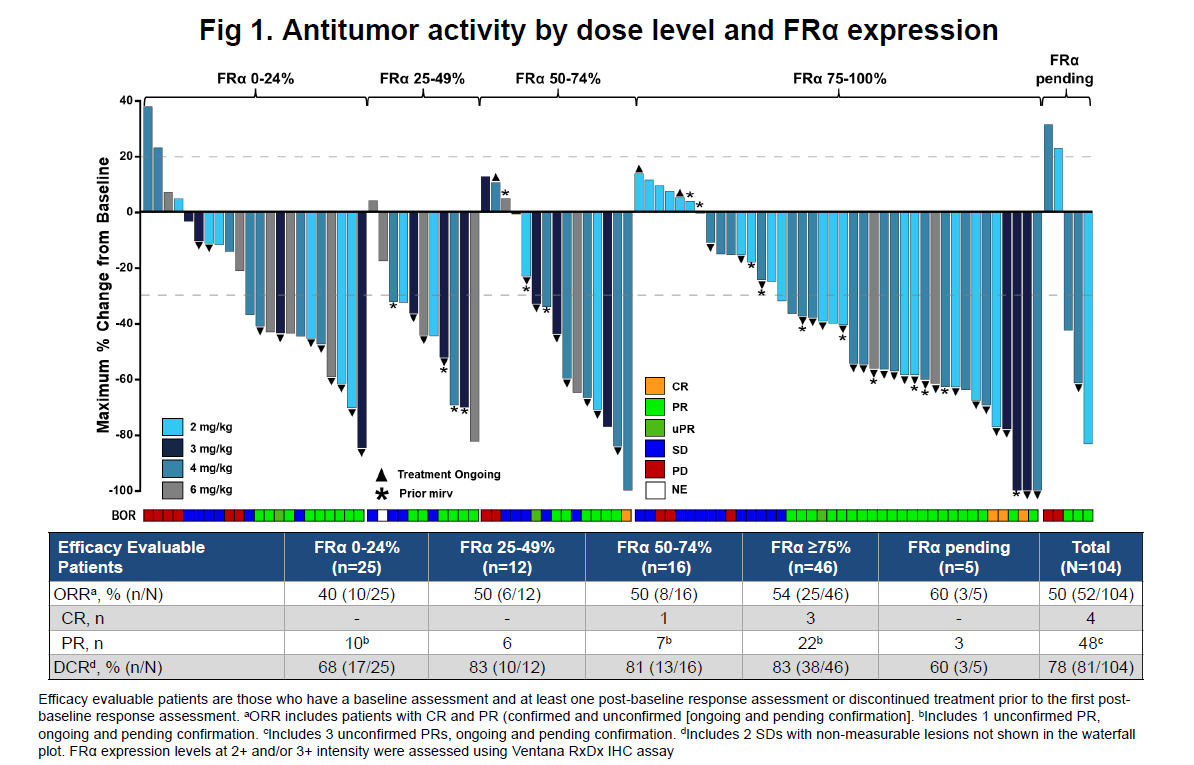 Fig 1. Antitumor activity by dose level and FRα expression
FRα 0-24%
FRα 25-49%
FRα 50-74%
FRα 75-100%
FRα
pending
Maximum % Change from Baseline
40
20
0
-20
-40
-60
-80
-100
2 mg/kg
3 mg/kg
4 mg/kg
6 mg/kg
▲ Treatment Ongoing
* Prior mirv
CR
PR
uPR
SD
PD
NE
BOR
Efficacy Evaluable Patients | FRα 0-24% (n=25) | FRα 25-49% (n=12) | FRα 50-74% (n=16) | FRα ≥75% (n=46) | FRα pending (n=5) | Total (N=104)
ORRᵃ, % (n/N) | 40 (10/25) | 50 (6/12) | 50 (8/16) | 54 (25/46) | 60 (3/5) | 50 (52/104)
CR, n | - | - | 1 | 3 | - | 4
PR, n | 10ᵇ | 6 | 7ᵇ | 22ᵇ | 3 | 48ᶜ
DCRᵈ, % (n/N) | 68 (17/25) | 83 (10/12) | 81 (13/16) | 83 (38/46) | 60 (3/5) | 78 (81/104)
Efficacy evaluable patients are those who have a baseline assessment and at least one post-baseline response assessment or discontinued treatment prior to the first post-
baseline response assessment. ᵃORR includes patients with CR and PR (confirmed and unconfirmed [ongoing and pending confirmation]. ᵇIncludes 1 unconfirmed PR,
ongoing and pending confirmation. ᶜIncludes 3 unconfirmed PRs, ongoing and pending confirmation. ᵈIncludes 2 SDs with non-measurable lesions not shown in the waterfall
plot. FRα expression levels at 2+ and/or 3+ intensity were assessed using Ventana RxDx IHC assay